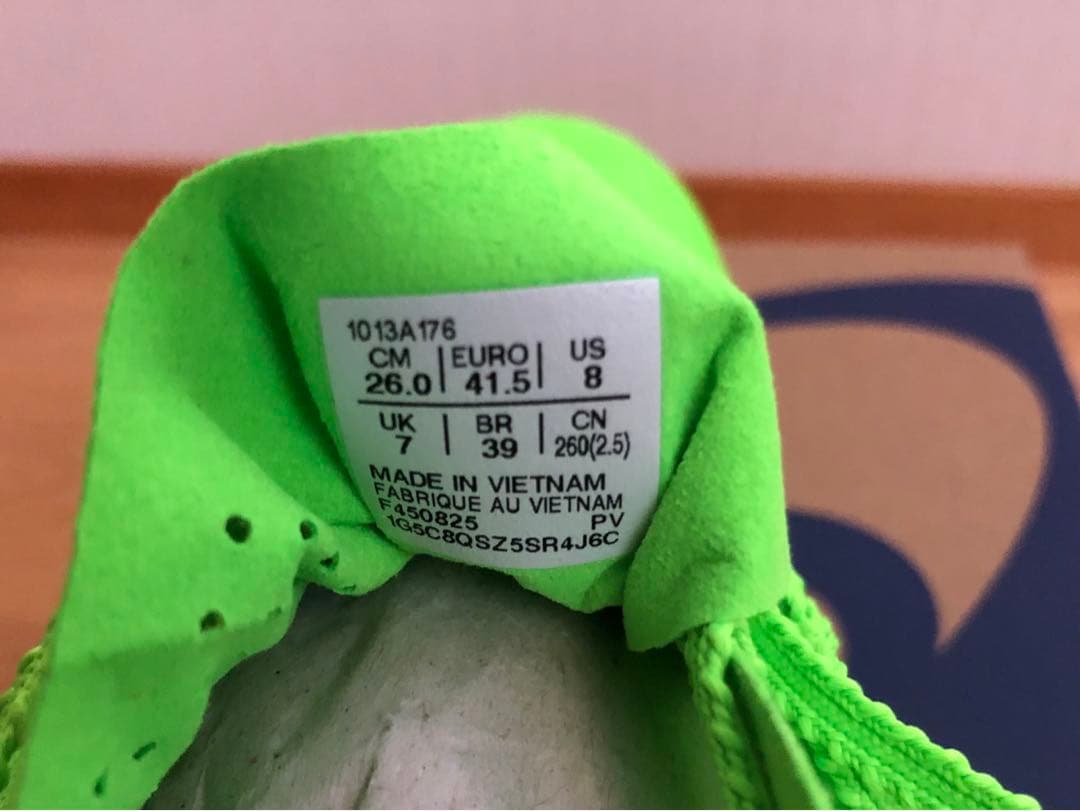 1013A176
CM | EURO | US
26.0 | 41.5 | 8
UK | BR | CN
7 | 39 | 260(2.5)
MADE IN VIETNAM
FABRIQUE AU VIETNAM
F450825 PV
1G5C8QSZ5SR4J6C